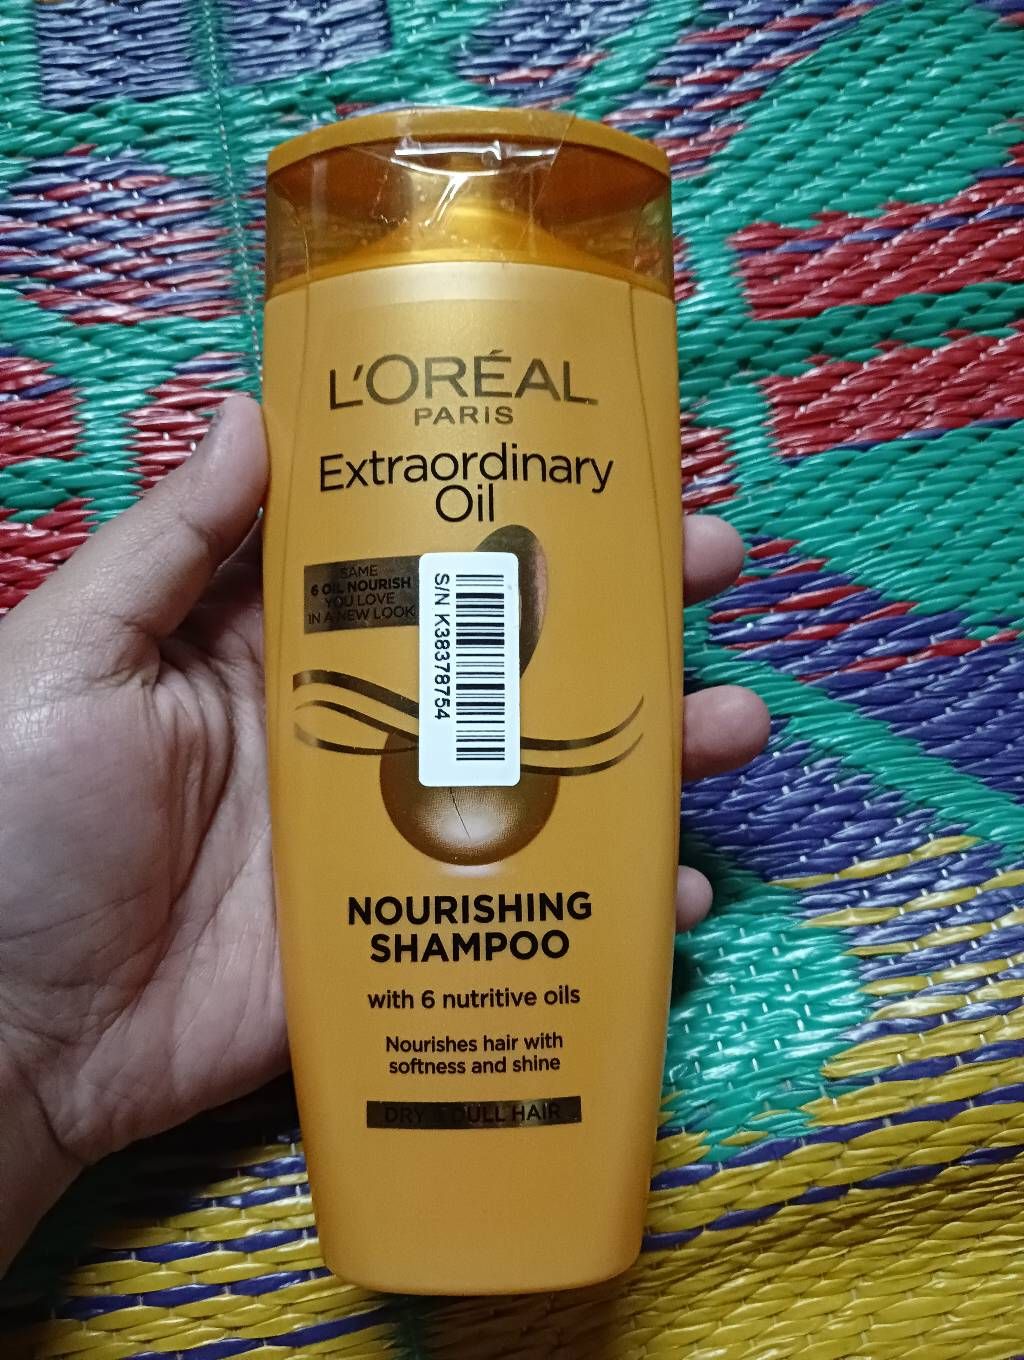 L'ORÉAL
PARIS
Extraordinary
Oil
SAME
6 OIL NOURISH
YOU LOVE
IN A NEW LOOK
S/N K38378754
NOURISHING
SHAMPOO
with 6 nutritive oils
Nourishes hair with
softness and shine
DRY & DULL HAIR